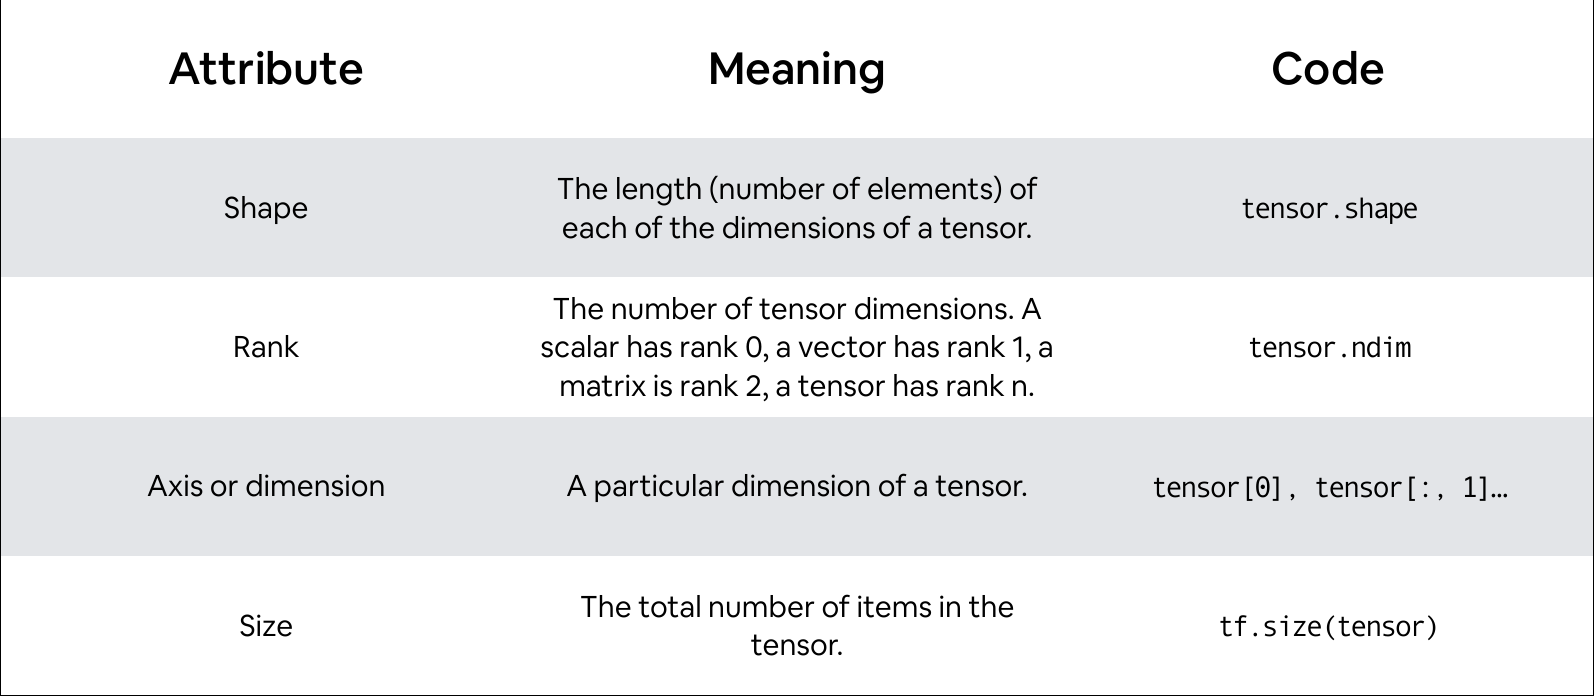 Attribute Meaning Code
Shape
The length (number of elements) of
each of the dimensions of a tensor.
tensor.shape
Rank
The number of tensor dimensions. A
scalar has rank 0, a vector has rank 1, a
matrix is rank 2, a tensor has rank n.
tensor.ndim
Axis or dimension
A particular dimension of a tensor.
tensor[0], tensor[:, 1]…
Size
The total number of items in the
tensor.
tf.size(tensor)